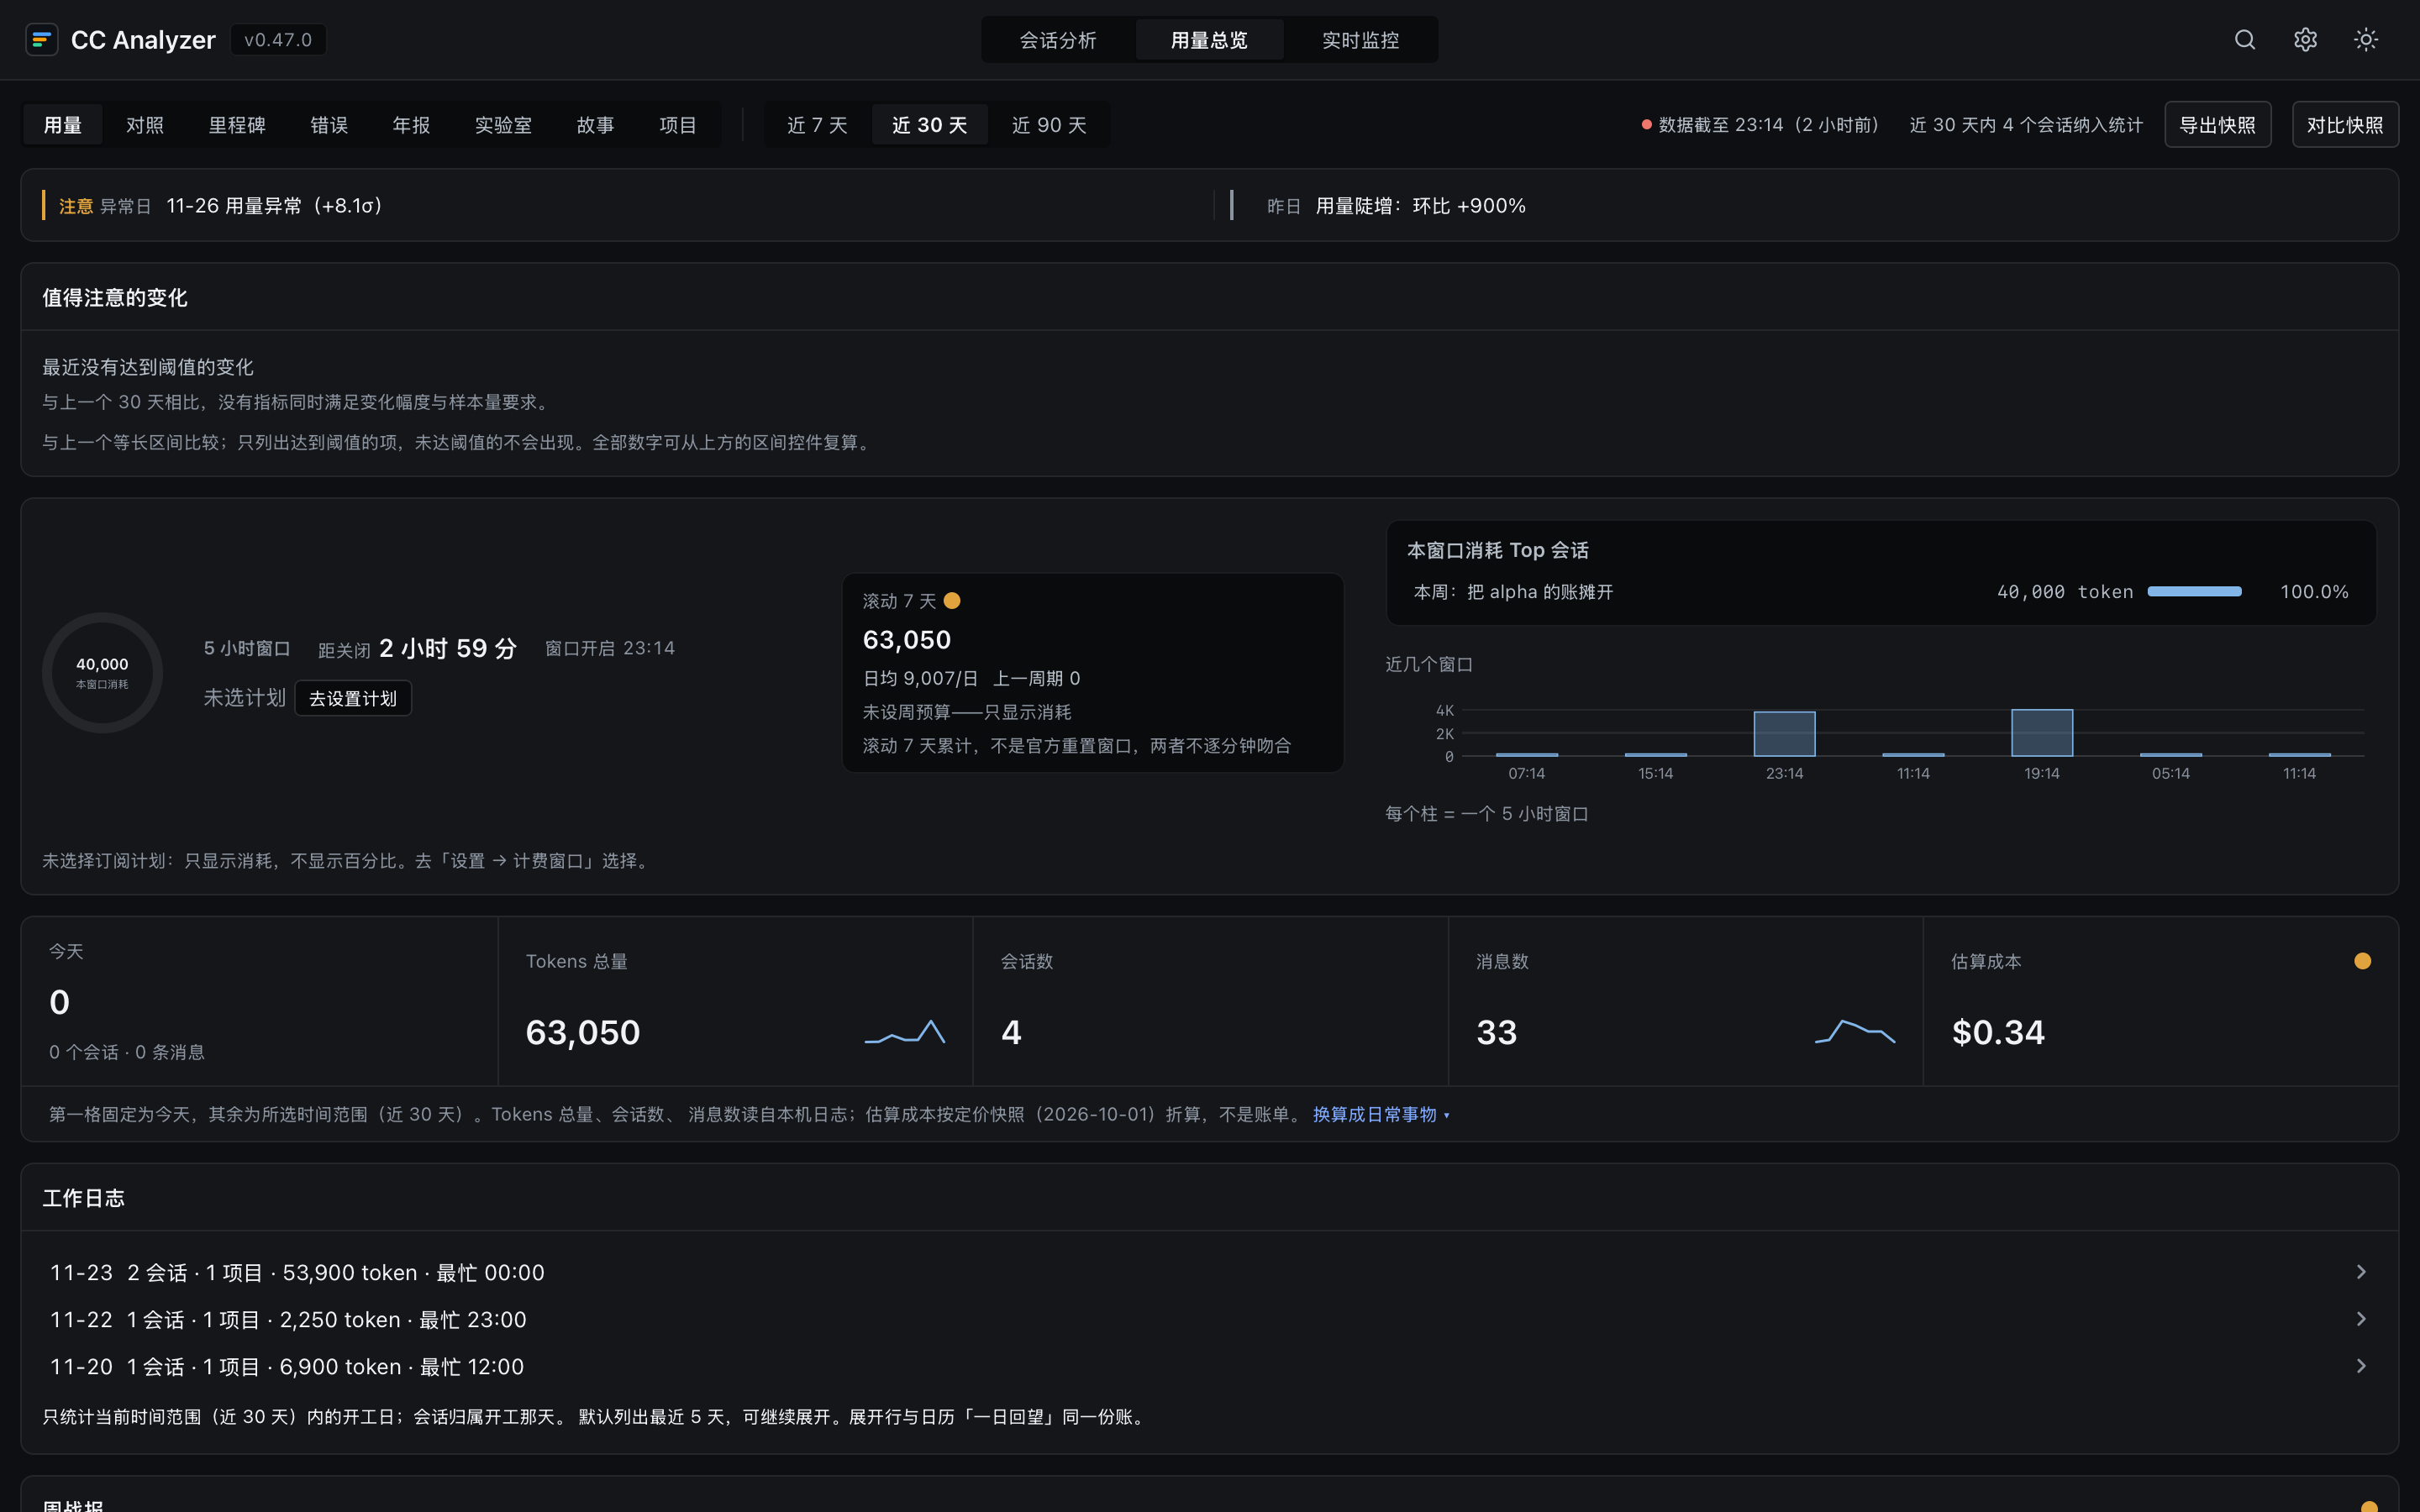 CC Analyzer v0.47.0
会话分析 用量总览 实时监控
用量 对照 里程碑 错误 年报 实验室 故事 项目
近 7 天 近 30 天 近 90 天
数据截至 23:14（2 小时前） 近 30 天内 4 个会话纳入统计 导出快照 对比快照
注意 异常日 11-26 用量异常（+8.1σ）
昨日 用量陡增：环比 +900%
值得注意的变化
最近没有达到阈值的变化
与上一个 30 天相比，没有指标同时满足变化幅度与样本量要求。
与上一个等长区间比较；只列出达到阈值的项，未达阈值的不会出现。全部数字可从上方的区间控件复算。
40,000
本窗口消耗
5 小时窗口 距关闭 2 小时 59 分 窗口开启 23:14
未选计划 去设置计划
滚动 7 天
63,050
日均 9,007/日 上一周期 0
未设周预算——只显示消耗
滚动 7 天累计，不是官方重置窗口，两者不逐分钟吻合
本窗口消耗 Top 会话
本周：把 alpha 的账摊开 40,000 token 100.0%
近几个窗口
4K
2K
0
07:14 15:14 23:14 11:14 19:14 05:14 11:14
每个柱 = 一个 5 小时窗口
未选择订阅计划：只显示消耗，不显示百分比。去「设置 → 计费窗口」选择。
今天
0
0 个会话 · 0 条消息
Tokens 总量
63,050
会话数
4
消息数
33
估算成本
$0.34
第一格固定为今天，其余为所选时间范围（近 30 天）。Tokens 总量、会话数、 消息数读自本机日志；估算成本按定价快照（2026-10-01）折算，不是账单。 换算成日常事物 ▾
工作日志
11-23 2 会话 · 1 项目 · 53,900 token · 最忙 00:00
11-22 1 会话 · 1 项目 · 2,250 token · 最忙 23:00
11-20 1 会话 · 1 项目 · 6,900 token · 最忙 12:00
只统计当前时间范围（近 30 天）内的开工日；会话归属开工那天。 默认列出最近 5 天，可继续展开。展开行与日历「一日回望」同一份账。
周战报